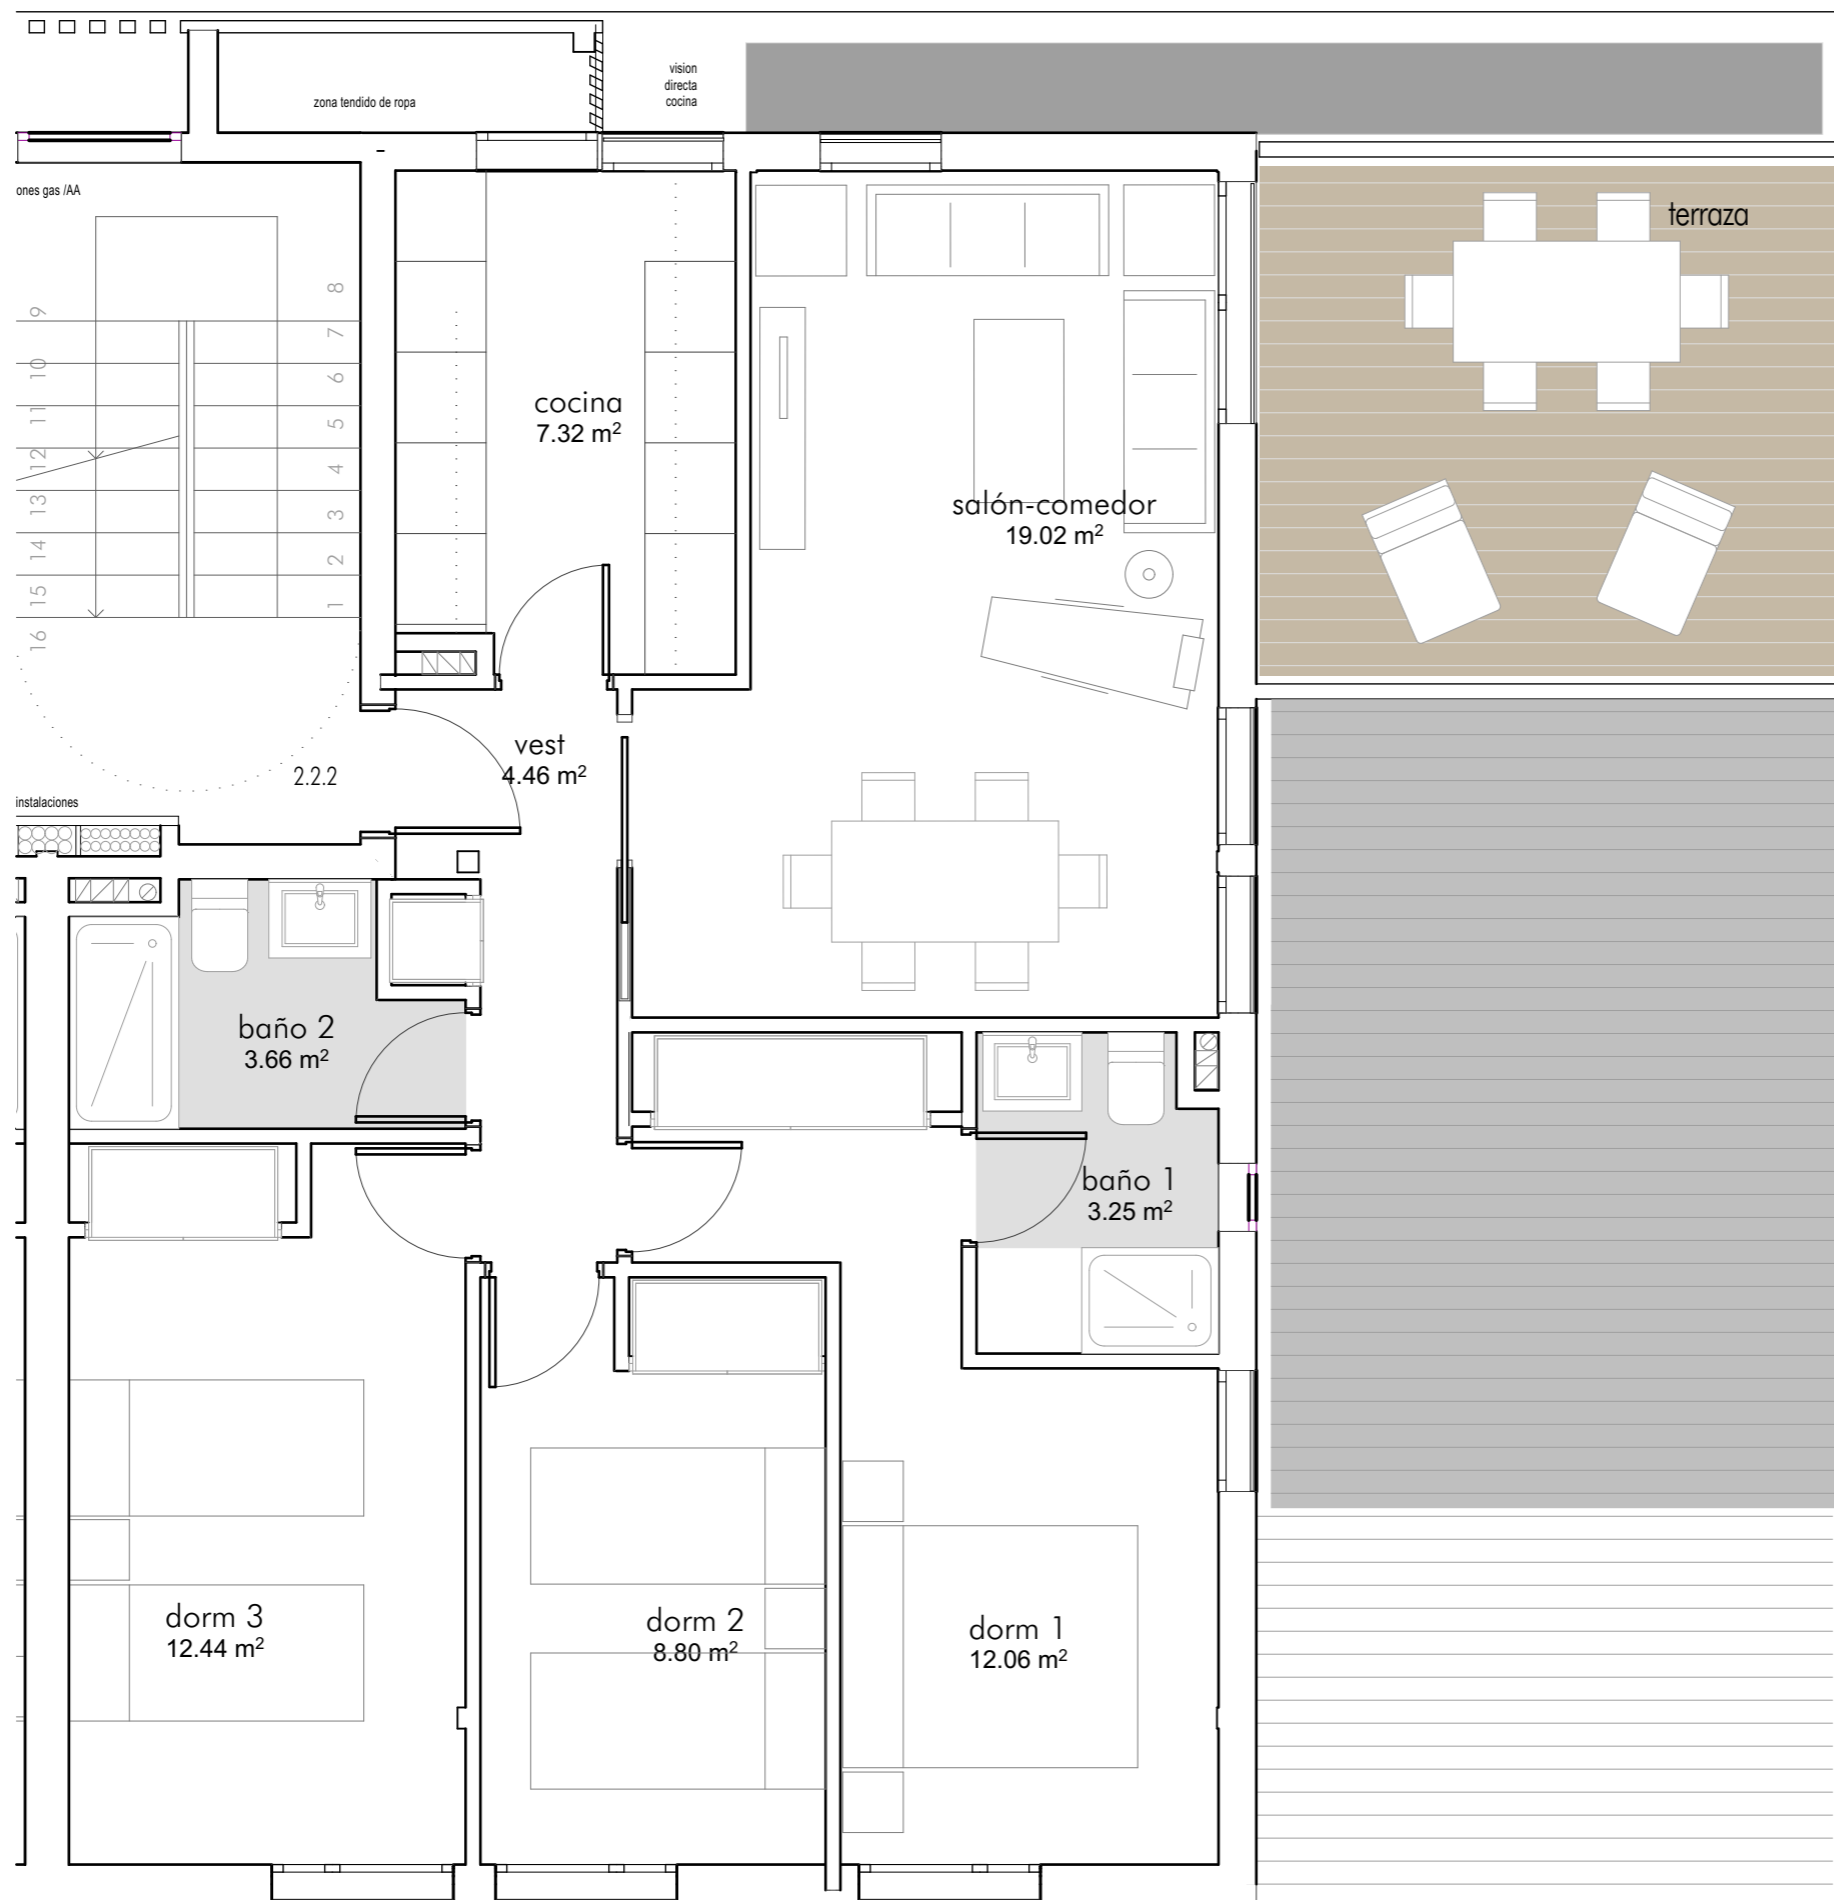 vision
directa
cocina
zona tendido de ropa
ones gas /AA
terraza
8
9
7
10
6
11
5
12
4
13
3
14
2
15
1
16
cocina
7.32 m²
salón-comedor
19.02 m²
vest
4.46 m²
2.2.2
instalaciones
baño 2
3.66 m²
baño 1
3.25 m²
dorm 3
12.44 m²
dorm 2
8.80 m²
dorm 1
12.06 m²